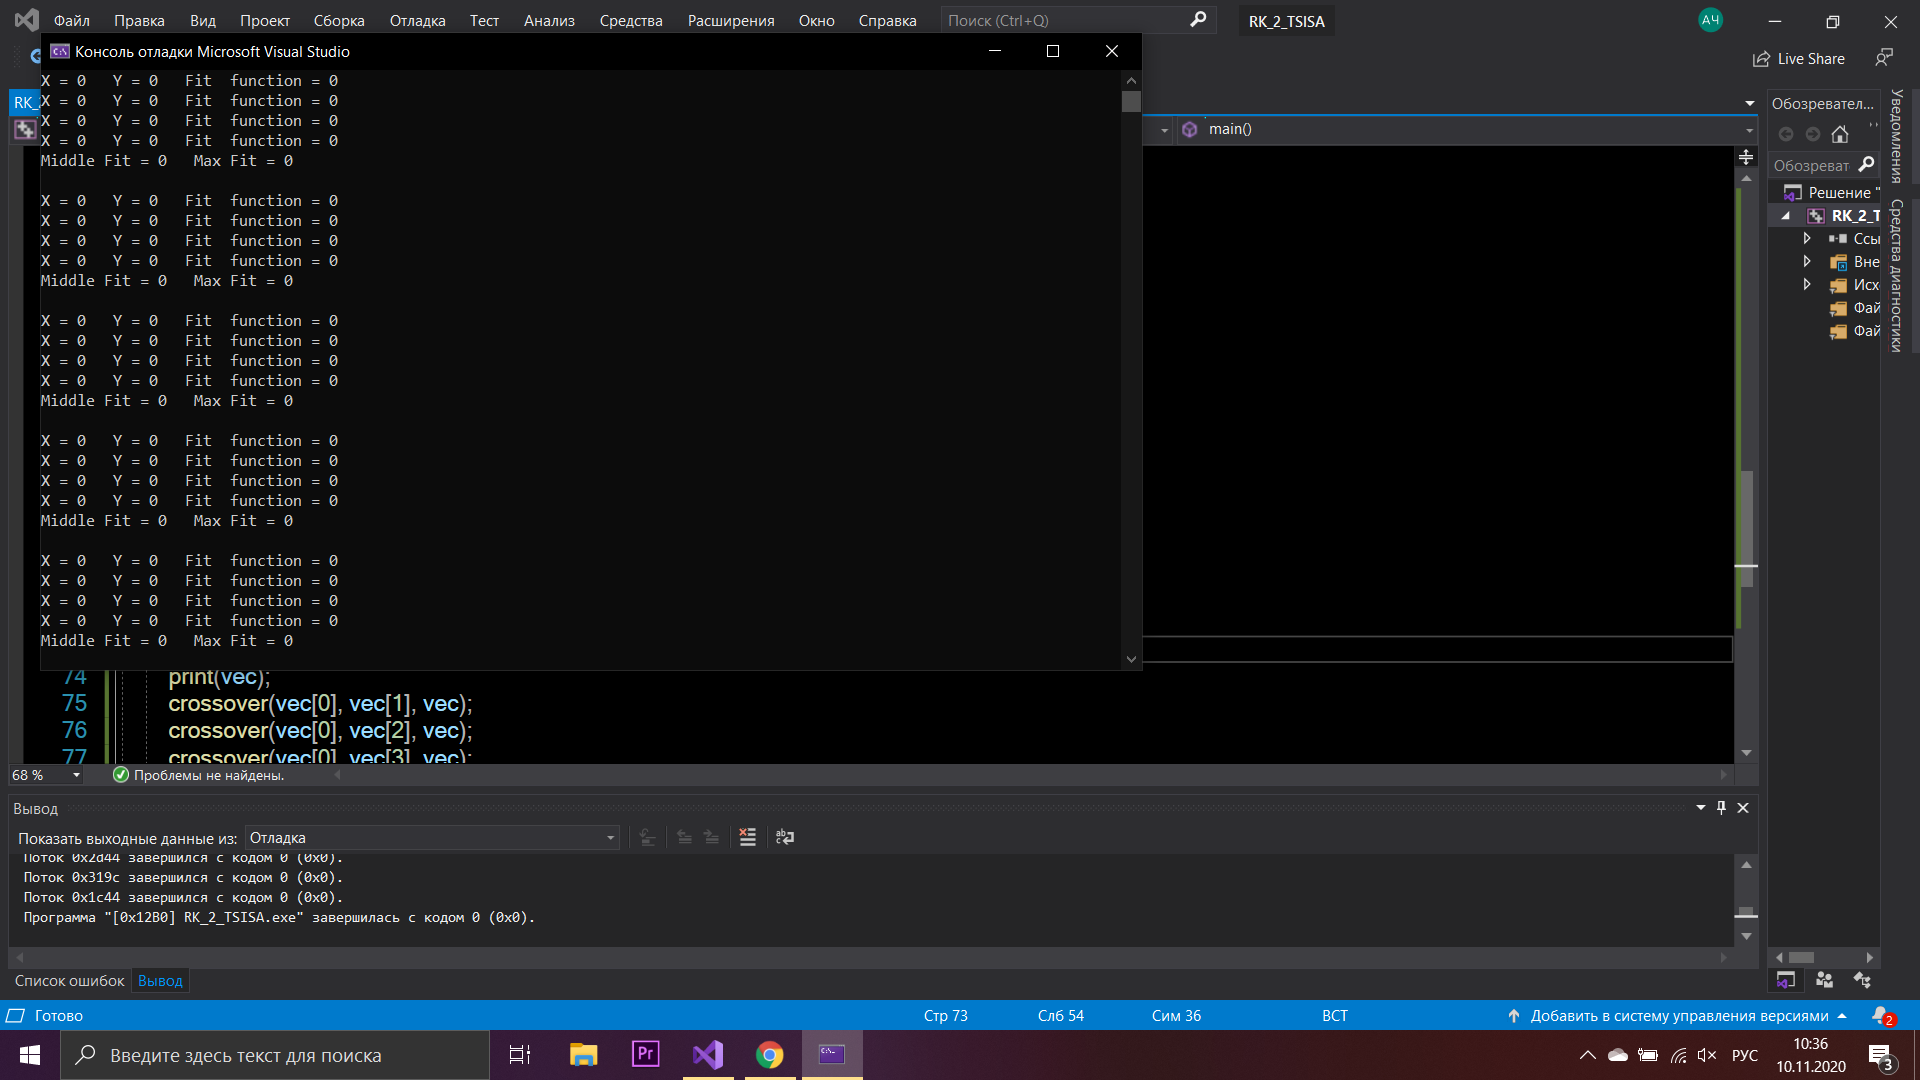 Файл Правка Вид Проект Сборка Отладка Тест Анализ Средства Расширения Окно Справка Поиск (Ctrl+Q) RK_2_TSISA АЧ
Консоль отладки Microsoft Visual Studio
Live Share
X = 0 Y = 0 Fit function = 0
X = 0 Y = 0 Fit function = 0
X = 0 Y = 0 Fit function = 0
X = 0 Y = 0 Fit function = 0
Middle Fit = 0 Max Fit = 0
X = 0 Y = 0 Fit function = 0
X = 0 Y = 0 Fit function = 0
X = 0 Y = 0 Fit function = 0
X = 0 Y = 0 Fit function = 0
Middle Fit = 0 Max Fit = 0
X = 0 Y = 0 Fit function = 0
X = 0 Y = 0 Fit function = 0
X = 0 Y = 0 Fit function = 0
X = 0 Y = 0 Fit function = 0
Middle Fit = 0 Max Fit = 0
X = 0 Y = 0 Fit function = 0
X = 0 Y = 0 Fit function = 0
X = 0 Y = 0 Fit function = 0
X = 0 Y = 0 Fit function = 0
Middle Fit = 0 Max Fit = 0
X = 0 Y = 0 Fit function = 0
X = 0 Y = 0 Fit function = 0
X = 0 Y = 0 Fit function = 0
X = 0 Y = 0 Fit function = 0
Middle Fit = 0 Max Fit = 0
RK_2
main()
74 print(vec);
75 crossover(vec[0], vec[1], vec);
76 crossover(vec[0], vec[2], vec);
77 crossover(vec[0], vec[3], vec);
68 % Проблемы не найдены.
Обозревател...
Обозреват
Решение "
RK_2_T
Ссы
Вне
Исх
Фай
Фай
Уведомления
Средства диагностики
Вывод
Показать выходные данные из: Отладка
Поток 0x2d44 завершился с кодом 0 (0x0).
Поток 0x319c завершился с кодом 0 (0x0).
Поток 0x1c44 завершился с кодом 0 (0x0).
Программа "[0x12B0] RK_2_TSISA.exe" завершилась с кодом 0 (0x0).
Список ошибок Вывод
Готово Стр 73 Слб 54 Сим 36 ВСТ Добавить в систему управления версиями 2
Введите здесь текст для поиска Pr РУС
10:36
10.11.2020
3